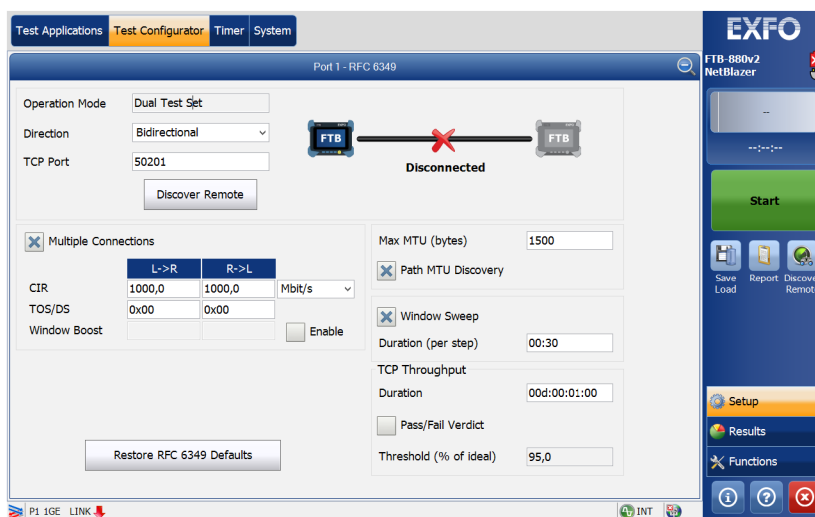 Test Applications Test Configurator Timer System
EXFO
Port 1 - RFC 6349
FTB-880v2
NetBlazer
Operation Mode Dual Test Set
Direction Bidirectional
TCP Port 50201
Discover Remote
FTB FTB
Disconnected
--
--:--:--
Start
Multiple Connections
L->R R->L
CIR 1000,0 1000,0 Mbit/s
TOS/DS 0x00 0x00
Window Boost Enable
Max MTU (bytes) 1500
Path MTU Discovery
Window Sweep
Duration (per step) 00:30
TCP Throughput
Duration 00d:00:01:00
Pass/Fail Verdict
Threshold (% of ideal) 95,0
Restore RFC 6349 Defaults
Save Report Discove
Load Remot
Setup
Results
Functions
P1 1GE LINK INT